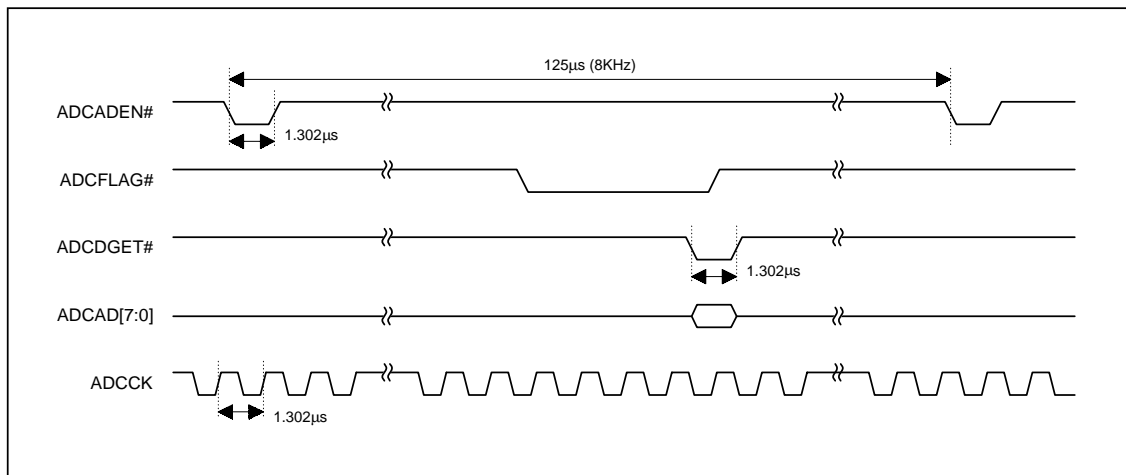 125µs (8KHz)
ADCADEN#
1.302µs
ADCFLAG#
ADCDGET#
1.302µs
ADCAD[7:0]
ADCCK
1.302µs